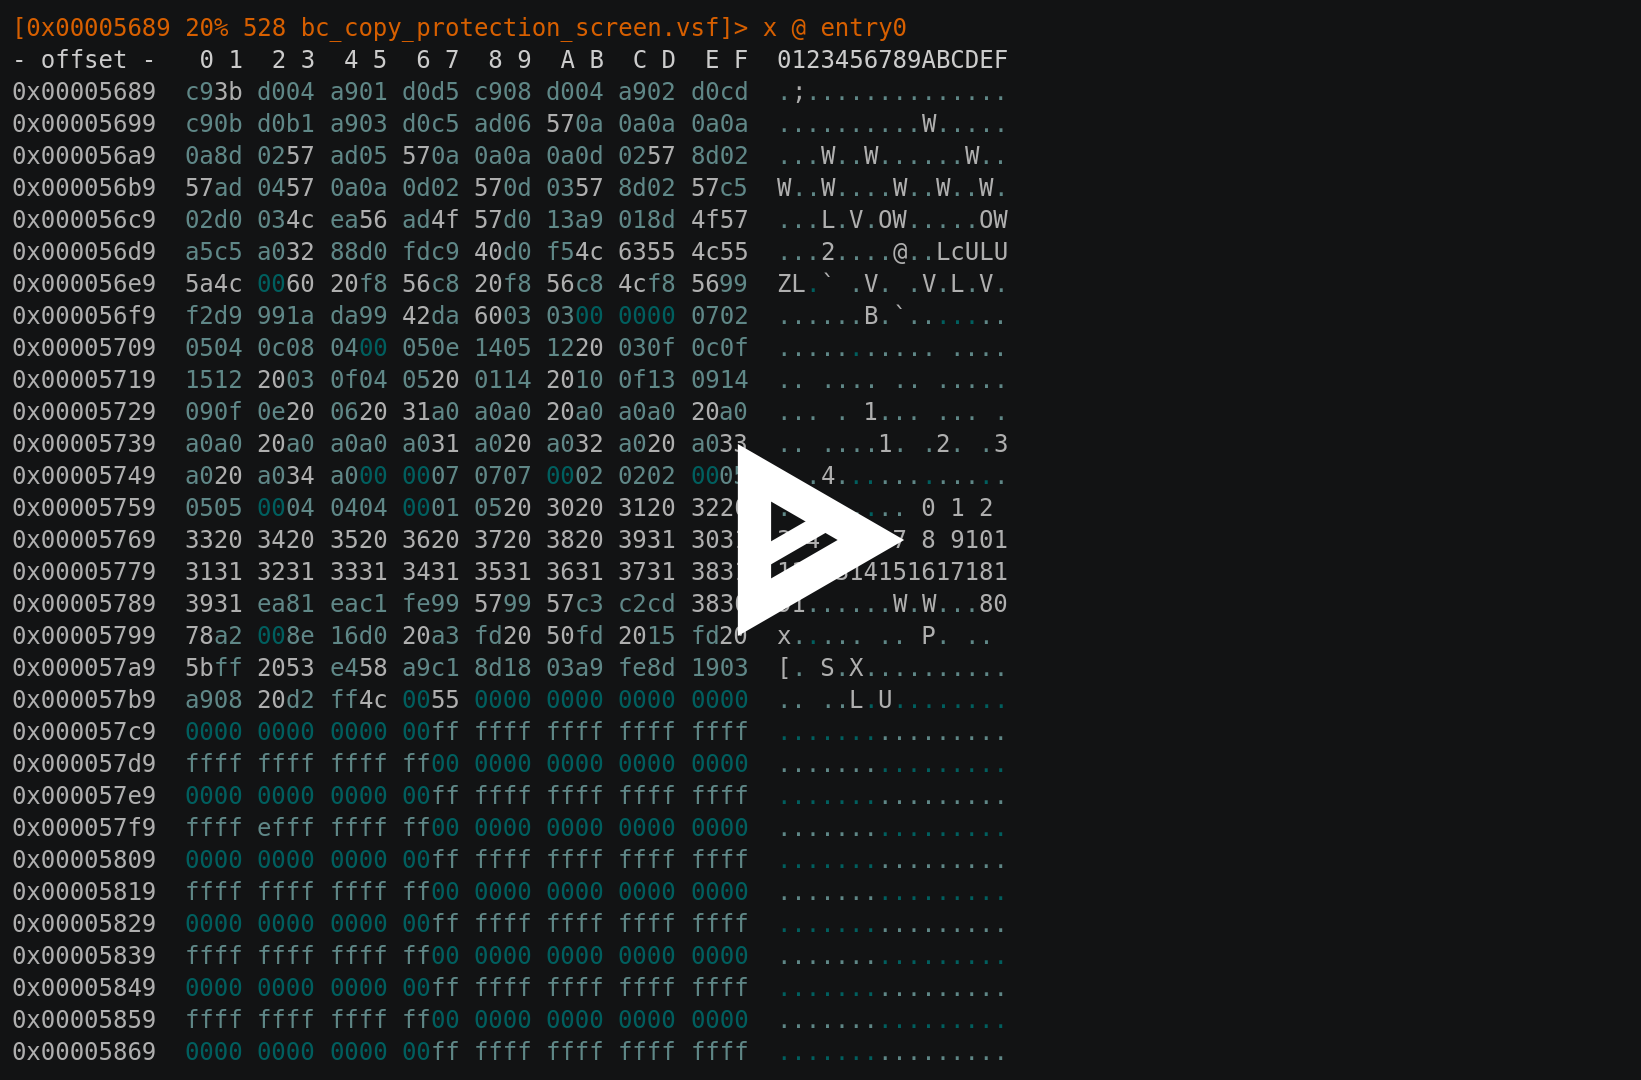 [0x00005689 20% 528 bc_copy_protection_screen.vsf]> x @ entry0
- offset -   0 1  2 3  4 5  6 7  8 9  A B  C D  E F  0123456789ABCDEF
0x00005689  c93b d004 a901 d0d5 c908 d004 a902 d0cd  .;..............
0x00005699  c90b d0b1 a903 d0c5 ad06 570a 0a0a 0a0a  ..........W.....
0x000056a9  0a8d 0257 ad05 570a 0a0a 0a0d 0257 8d02  ...W..W......W..
0x000056b9  57ad 0457 0a0a 0d02 570d 0357 8d02 57c5  W..W....W..W..W.
0x000056c9  02d0 034c ea56 ad4f 57d0 13a9 018d 4f57  ...L.V.OW.....OW
0x000056d9  a5c5 a032 88d0 fdc9 40d0 f54c 6355 4c55  ...2....@..LcULU
0x000056e9  5a4c 0060 20f8 56c8 20f8 56c8 4cf8 5699  ZL.` .V. .V.L.V.
0x000056f9  f2d9 991a da99 42da 6003 0300 0000 0702  ......B.`.......
0x00005709  0504 0c08 0400 050e 1405 1220 030f 0c0f  ........... ....
0x00005719  1512 2003 0f04 0520 0114 2010 0f13 0914  .. .... .. .....
0x00005729  090f 0e20 0620 31a0 a0a0 20a0 a0a0 20a0  ... . 1... ... .
0x00005739  a0a0 20a0 a0a0 a031 a020 a032 a020 a033  .. ....1. .2. .3
0x00005749  a020 a034 a000 0007 0707 0002 0202 000  .4............
0x00005759  0505 0004 0404 0001 0520 3020 3120 322  . 0 1 2
0x00005769  3320 3420 3520 3620 3720 3820 3931 303  8 9101
0x00005779  3131 3231 3331 3431 3531 3631 3731 383  14151617181
0x00005789  3931 ea81 eac1 fe99 5799 57c3 c2cd 383  1......W.W...80
0x00005799  78a2 008e 16d0 20a3 fd20 50fd 2015 fd20  x..... .. P. .. 
0x000057a9  5bff 2053 e458 a9c1 8d18 03a9 fe8d 1903  [. S.X..........
0x000057b9  a908 20d2 ff4c 0055 0000 0000 0000 0000  .. ..L.U........
0x000057c9  0000 0000 0000 00ff ffff ffff ffff ffff  ................
0x000057d9  ffff ffff ffff ff00 0000 0000 0000 0000  ................
0x000057e9  0000 0000 0000 00ff ffff ffff ffff ffff  ................
0x000057f9  ffff efff ffff ff00 0000 0000 0000 0000  ................
0x00005809  0000 0000 0000 00ff ffff ffff ffff ffff  ................
0x00005819  ffff ffff ffff ff00 0000 0000 0000 0000  ................
0x00005829  0000 0000 0000 00ff ffff ffff ffff ffff  ................
0x00005839  ffff ffff ffff ff00 0000 0000 0000 0000  ................
0x00005849  0000 0000 0000 00ff ffff ffff ffff ffff  ................
0x00005859  ffff ffff ffff ff00 0000 0000 0000 0000  ................
0x00005869  0000 0000 0000 00ff ffff ffff ffff ffff  ................